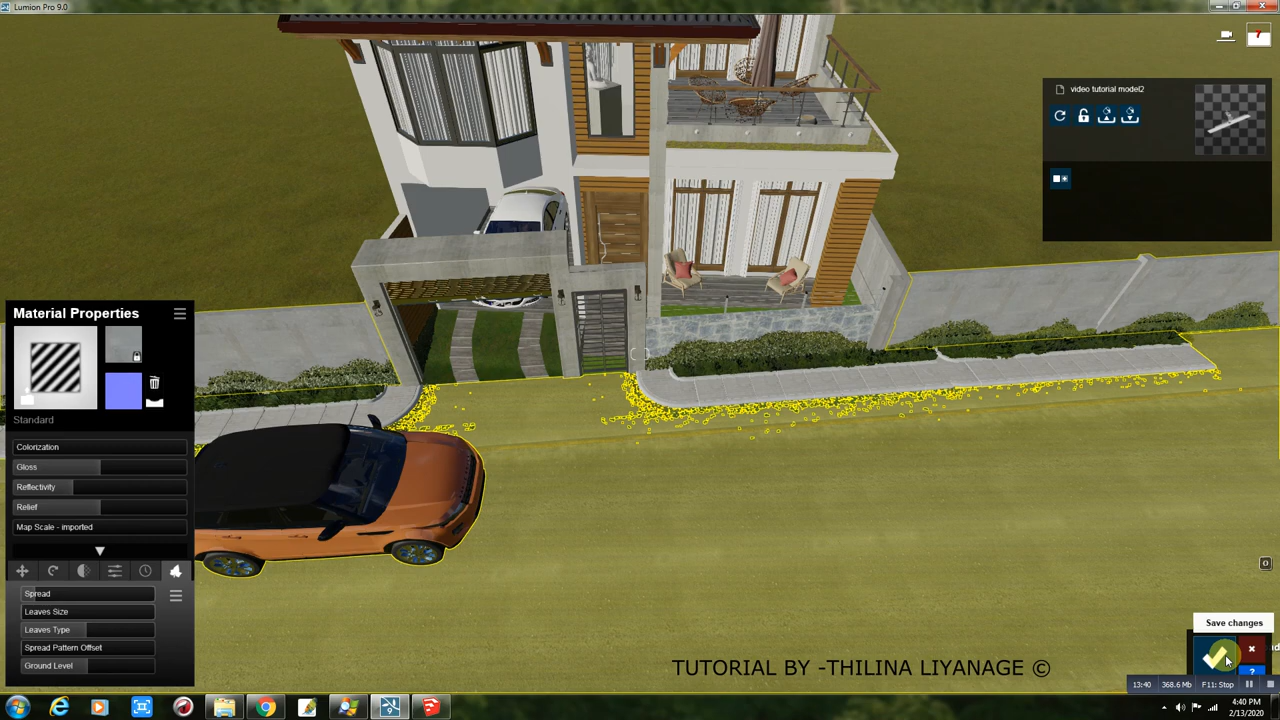 Lumion Pro 9.0
7
video tutorial model2
Material Properties
Standard
Colorization
Gloss
Reflectivity
Relief
Map Scale - imported
Spread
Leaves Size
Leaves Type
Spread Pattern Offset
Ground Level
Save changes
?
TUTORIAL BY -THILINA LIYANAGE ©
13:40 368.6 Mb F11: Stop
4:40 PM
2/13/2020